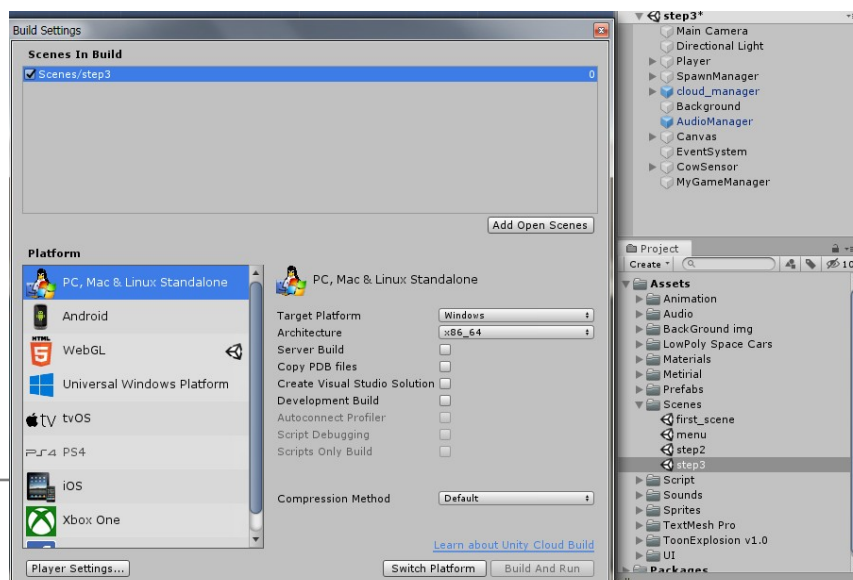 Build Settings
Scenes In Build
Scenes/step3 0
Add Open Scenes
Platform
PC, Mac & Linux Standalone
Android
HTML
5
WebGL
Universal Windows Platform
tv tvOS
PS4 PS4
iOS
Xbox One
PC, Mac & Linux Standalone
Target Platform Windows
Architecture x86_64
Server Build
Copy PDB files
Create Visual Studio Solution
Development Build
Autoconnect Profiler
Script Debugging
Scripts Only Build
Compression Method Default
Learn about Unity Cloud Build
Player Settings...
Switch Platform Build And Run
step3*
Main Camera
Directional Light
Player
SpawnManager
cloud_manager
Background
AudioManager
Canvas
EventSystem
CowSensor
MyGameManager
Project
Create
10
Assets
Animation
Audio
BackGround img
LowPoly Space Cars
Materials
Metirial
Prefabs
Scenes
first_scene
menu
step2
step3
Script
Sounds
Sprites
TextMesh Pro
ToonExplosion v1.0
UI
Packages